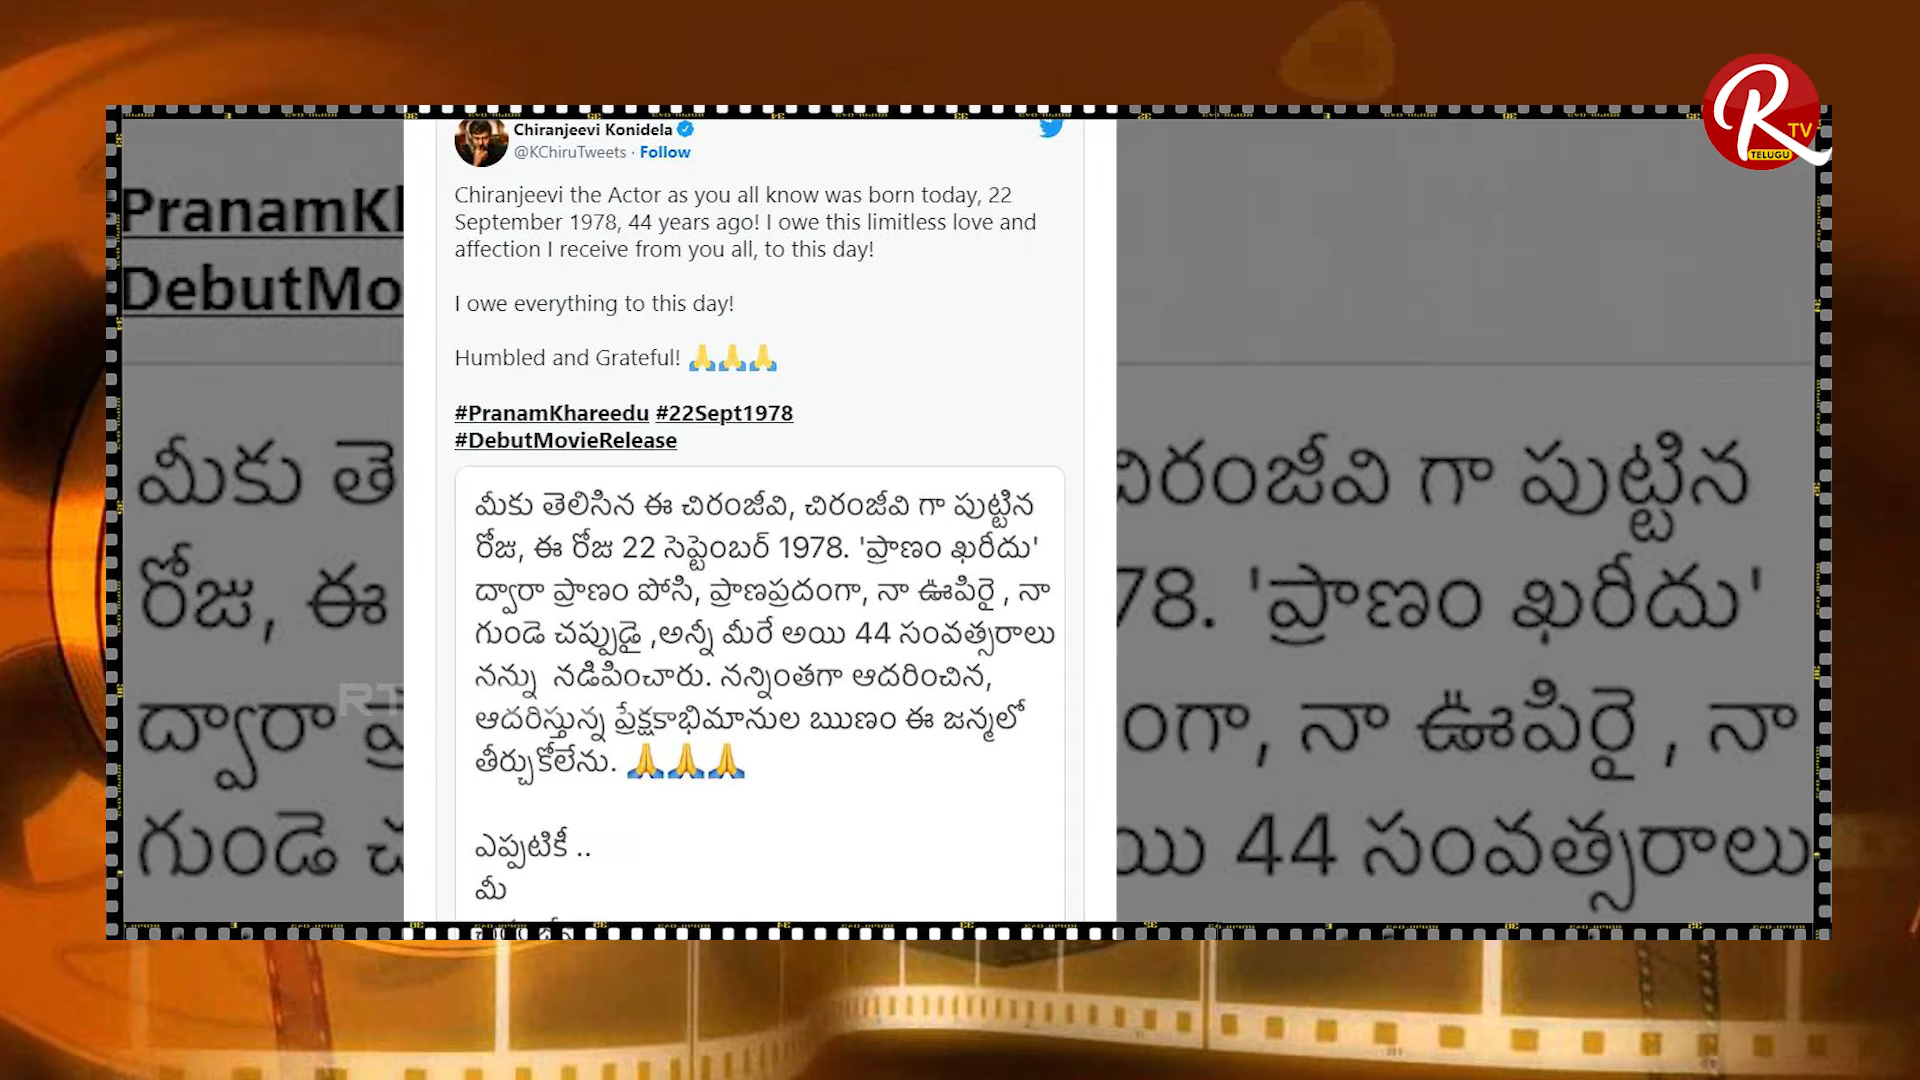 R
TV
TELUGU
Chiranjeevi Konidela
@KChiruTweets · Follow
Chiranjeevi the Actor as you all know was born today, 22
September 1978, 44 years ago! I owe this limitless love and
affection I receive from you all, to this day!
I owe everything to this day!
Humbled and Grateful! 🙏🙏🙏
#PranamKhareedu #22Sept1978
#DebutMovieRelease
మీకు తెలిసిన ఈ చిరంజీవి, చిరంజీవి గా పుట్టిన
రోజు, ఈ రోజు 22 సెప్టెంబర్ 1978. 'ప్రాణం ఖరీదు'
ద్వారా ప్రాణం పోసి, ప్రాణప్రదంగా, నా ఊపిరై , నా
గుండె చప్పుడై ,అన్నీ మీరే అయి 44 సంవత్సరాలు
నన్ను నడిపించారు. నన్నింతగా ఆదరించిన,
ఆదరిస్తున్న ప్రేక్షకాభిమానుల ఋణం ఈ జన్మలో
తీర్చుకోలేను. 🙏🙏🙏
ఎప్పటికీ ..
మీ
PranamK
DebutMo
మీకు తె
రోజు, ఈ
ద్వారా
గుండె
చిరంజీవి గా పుట్టిన
78. 'ప్రాణం ఖరీదు'
దంగా, నా ఊపిరై , నా
యి 44 సంవత్సరాలు